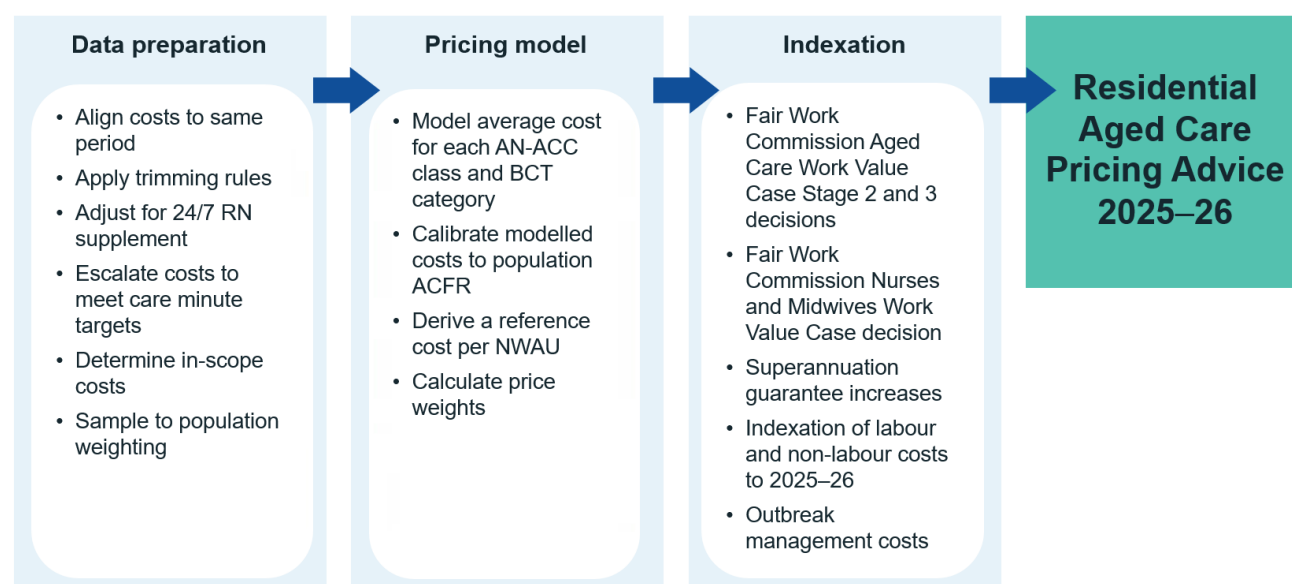 Data preparation
• Align costs to same
period
• Apply trimming rules
• Adjust for 24/7 RN
supplement
• Escalate costs to
meet care minute
targets
• Determine in-scope
costs
• Sample to population
weighting
Pricing model
• Model average cost
for each AN-ACC
class and BCT
category
• Calibrate modelled
costs to population
ACFR
• Derive a reference
cost per NWAU
• Calculate price
weights
Indexation
• Fair Work
Commission Aged
Care Work Value
Case Stage 2 and 3
decisions
• Fair Work
Commission Nurses
and Midwives Work
Value Case decision
• Superannuation
guarantee increases
• Indexation of labour
and non-labour costs
to 2025–26
• Outbreak
management costs
Residential
Aged Care
Pricing Advice
2025–26